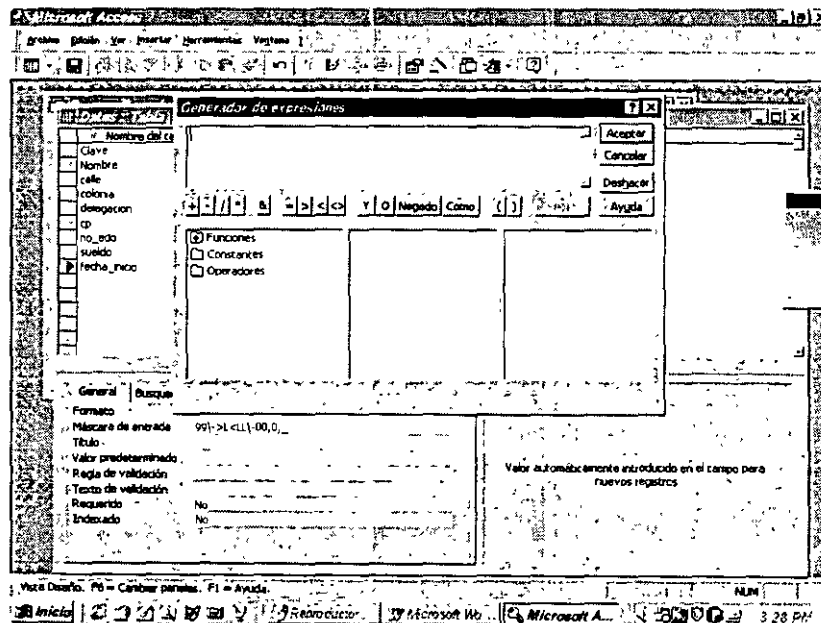 Microsoft Access
Archivo Edición Ver Insertar Herramientas Ventana ?
Generador de expresiones
Aceptar
Cancelar
Deshacer
Ayuda
+ - / * & = > < <> Y O Negado Como ( )
Nombre del ca
Clave
Nombre
calle
colonia
delegacion
cp
no_edo
sueldo
fecha_inicio
Funciones
Constantes
Operadores
General Búsque
Formato
Máscara de entrada 99\->L<LL\-00;0;_
Título
Valor predeterminado
Regla de validación
Texto de validación
Requerido No
Indexado No
Valor automáticamente introducido en el campo para
nuevos registros
Vista Diseño. F6 = Cambiar paneles. F1 = Ayuda.
NUM
Inicio
Reproductor
Microsoft Wo...
Microsoft A...
3:28 PM